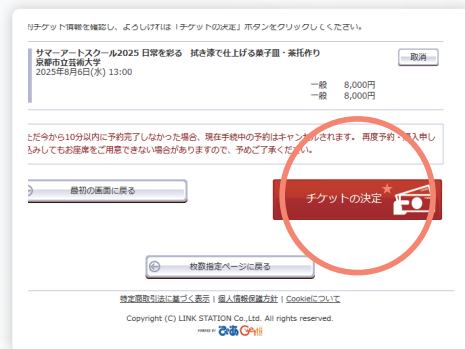 約チケット情報を確認し、よろしければ「チケットの決定」ボタンをクリックしてください。
サマーアートスクール2025 日常を彩る　拭き漆で仕上げる菓子皿・茶托作り
取消
京都市立芸術大学
2025年8月6日(水) 13:00
一般　8,000円
一般　8,000円
ただ今から10分以内に予約完了しなかった場合、現在手続中の予約はキャンセルされます。 再度予約・購入申し
込みしてもお座席をご用意できない場合がありますので、予めご了承ください。
最初の画面に戻る
チケットの決定
枚数指定ページに戻る
特定商取引法に基づく表示 | 個人情報保護方針 | Cookieについて
Copyright (C) LINK STATION Co.,Ltd. All rights reserved.
Gettii